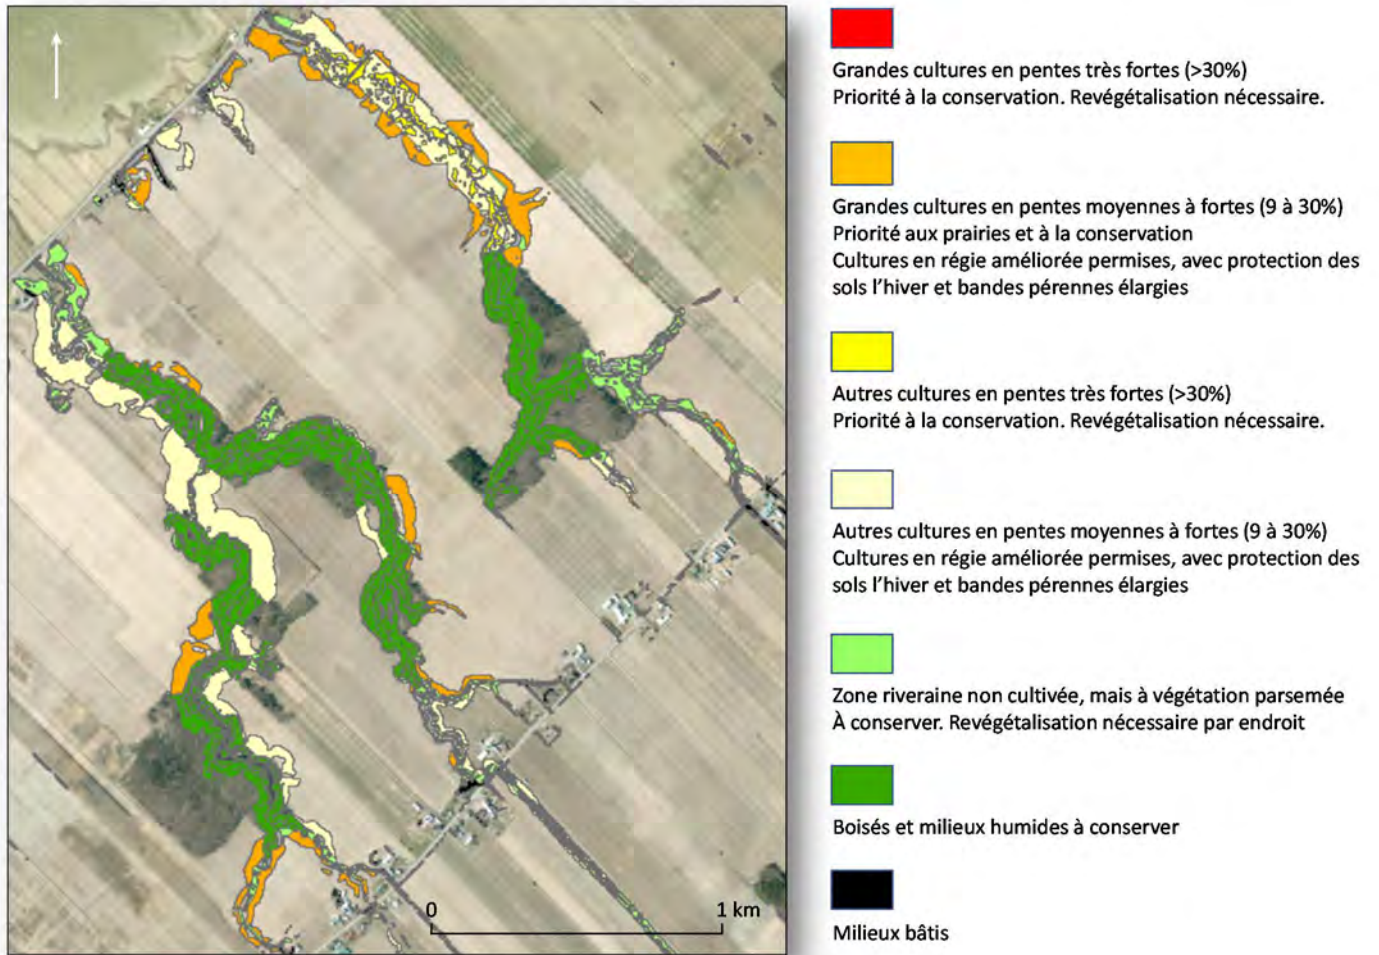 Grandes cultures en pentes très fortes (>30%)
Priorité à la conservation. Revégétalisation nécessaire.
Grandes cultures en pentes moyennes à fortes (9 à 30%)
Priorité aux prairies et à la conservation
Cultures en régie améliorée permises, avec protection des
sols l’hiver et bandes pérennes élargies
Autres cultures en pentes très fortes (>30%)
Priorité à la conservation. Revégétalisation nécessaire.
Autres cultures en pentes moyennes à fortes (9 à 30%)
Cultures en régie améliorée permises, avec protection des
sols l’hiver et bandes pérennes élargies
Zone riveraine non cultivée, mais à végétation parsemée
À conserver. Revégétalisation nécessaire par endroit
Boisés et milieux humides à conserver
Milieux bâtis
0 1 km